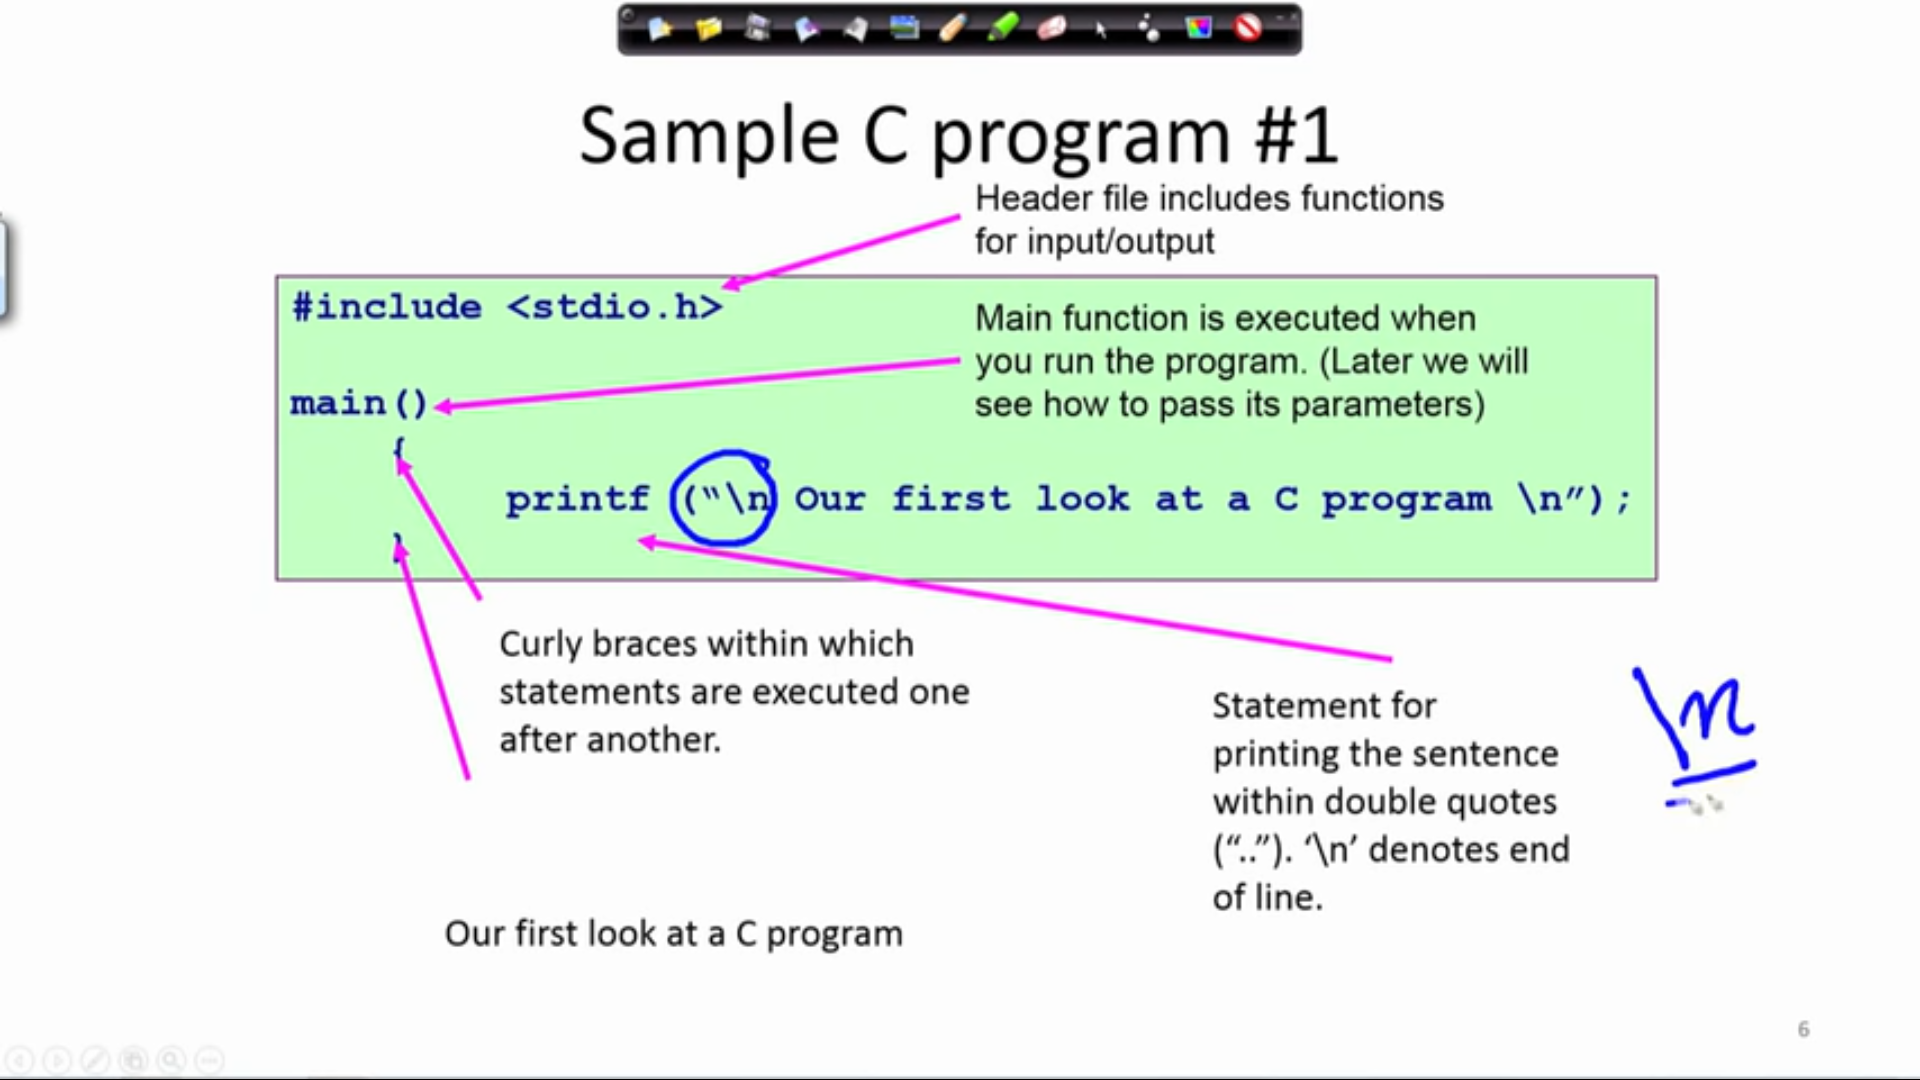 Sample C program #1
Header file includes functions
for input/output
#include <stdio.h>
Main function is executed when
you run the program. (Later we will
see how to pass its parameters)
main()
{
printf (“\n Our first look at a C program \n”);
}
Curly braces within which
statements are executed one
after another.
Statement for
printing the sentence
within double quotes
(“..”). ‘\n’ denotes end
of line.
\n
Our first look at a C program
6